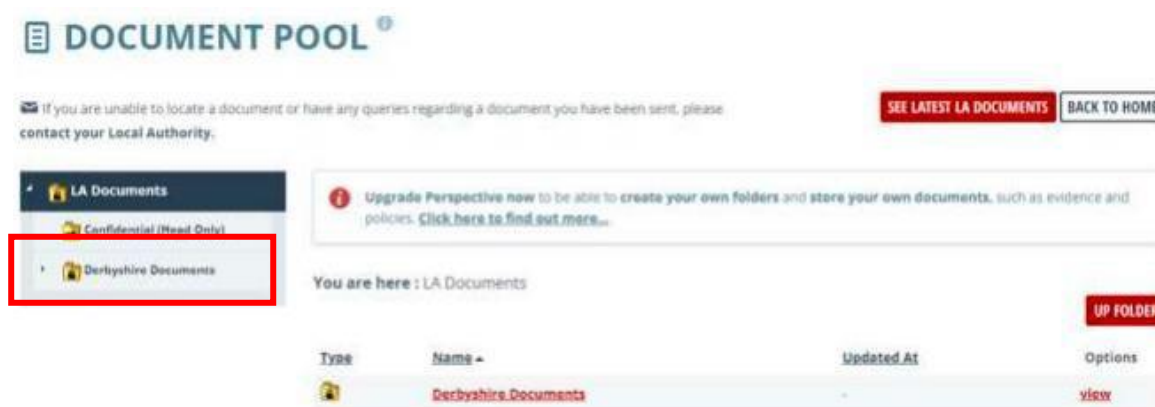 DOCUMENT POOL
If you are unable to locate a document or have any queries regarding a document you have been sent, please
contact your Local Authority.
SEE LATEST LA DOCUMENTS
BACK TO HOME
LA Documents
Confidential (Head Only)
Derbyshire Documents
Upgrade Perspective now to be able to create your own folders and store your own documents, such as evidence and
policies. Click here to find out more...
You are here : LA Documents
UP FOLDER
Type Name Updated At Options
Derbyshire Documents - view